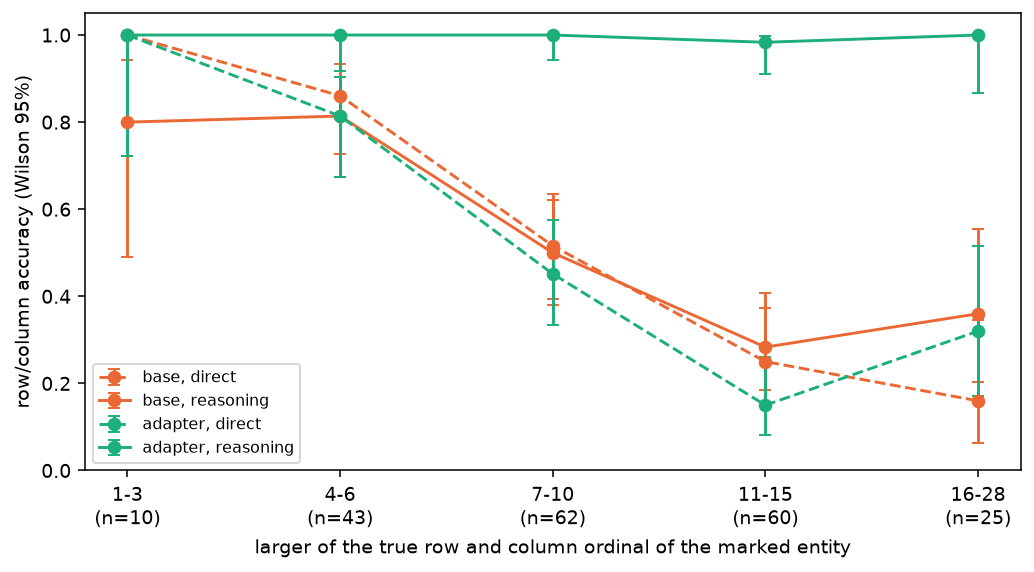 row/column accuracy (Wilson 95%)
1.0
0.8
0.6
0.4
0.2
0.0
base, direct
base, reasoning
adapter, direct
adapter, reasoning
1-3 4-6 7-10 11-15 16-28
(n=10) (n=43) (n=62) (n=60) (n=25)
larger of the true row and column ordinal of the marked entity